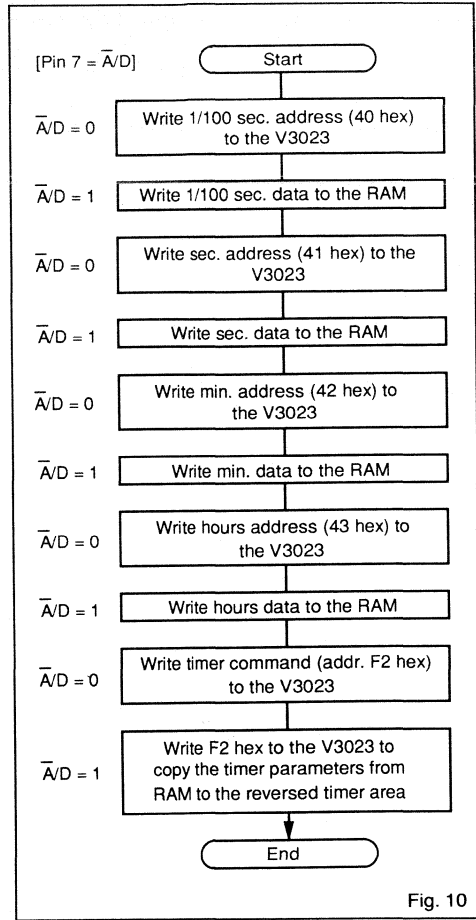 [Pin 7 = A̅/D]
Start
A̅/D = 0
Write 1/100 sec. address (40 hex)
to the V3023
A̅/D = 1
Write 1/100 sec. data to the RAM
A̅/D = 0
Write sec. address (41 hex) to the
V3023
A̅/D = 1
Write sec. data to the RAM
A̅/D = 0
Write min. address (42 hex) to
the V3023
A̅/D = 1
Write min. data to the RAM
A̅/D = 0
Write hours address (43 hex) to
the V3023
A̅/D = 1
Write hours data to the RAM
A̅/D = 0
Write timer command (addr. F2 hex)
to the V3023
A̅/D = 1
Write F2 hex to the V3023 to
copy the timer parameters from
RAM to the reversed timer area
End
Fig. 10